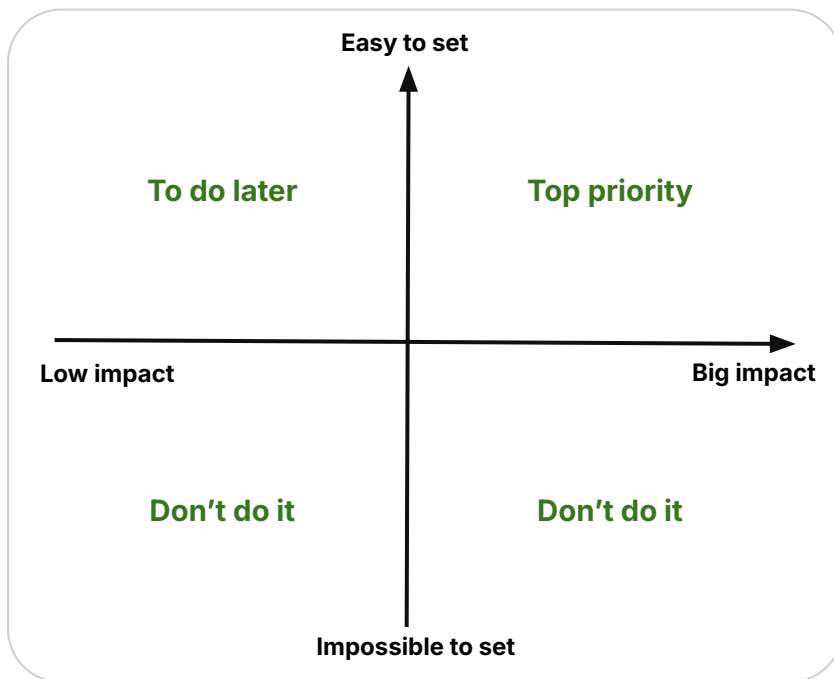 Easy to set
To do later
Top priority
Low impact
Big impact
Don’t do it
Don’t do it
Impossible to set